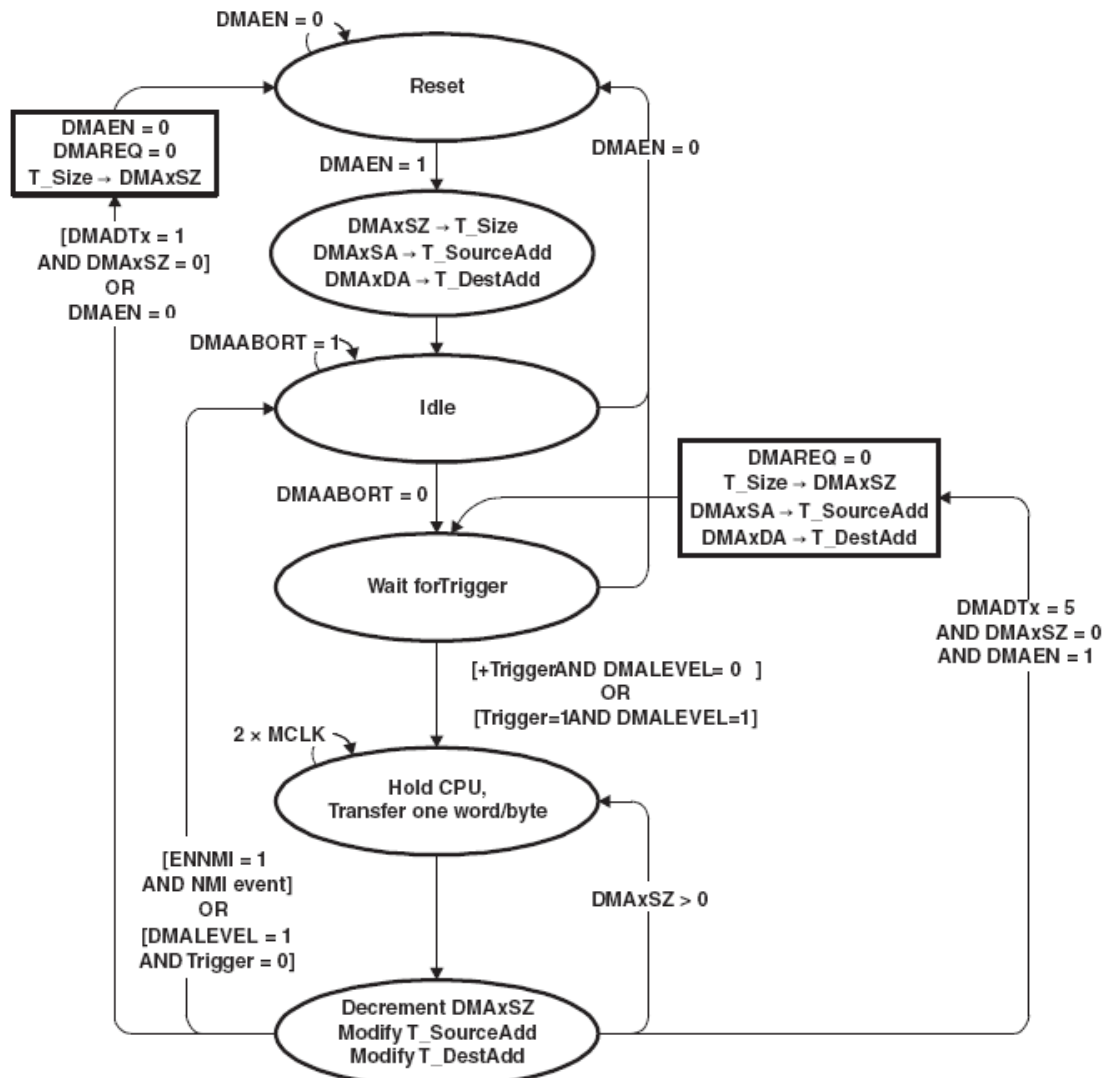 DMAEN = 0
Reset
DMAEN = 0
DMAREQ = 0
T_Size → DMAxSZ
DMAEN = 0
DMAEN = 1
DMAxSZ → T_Size
DMAxSA → T_SourceAdd
DMAxDA → T_DestAdd
[DMADTx = 1
AND DMAxSZ = 0]
OR
DMAEN = 0
DMAABORT = 1
Idle
DMAABORT = 0
DMAREQ = 0
T_Size → DMAxSZ
DMAxSA → T_SourceAdd
DMAxDA → T_DestAdd
Wait forTrigger
DMADTx = 5
AND DMAxSZ = 0
AND DMAEN = 1
[+TriggerAND DMALEVEL= 0 ]
OR
[Trigger=1AND DMALEVEL=1]
2 × MCLK
Hold CPU,
Transfer one word/byte
[ENNMI = 1
AND NMI event]
OR
[DMALEVEL = 1
AND Trigger = 0]
DMAxSZ > 0
Decrement DMAxSZ
Modify T_SourceAdd
Modify T_DestAdd